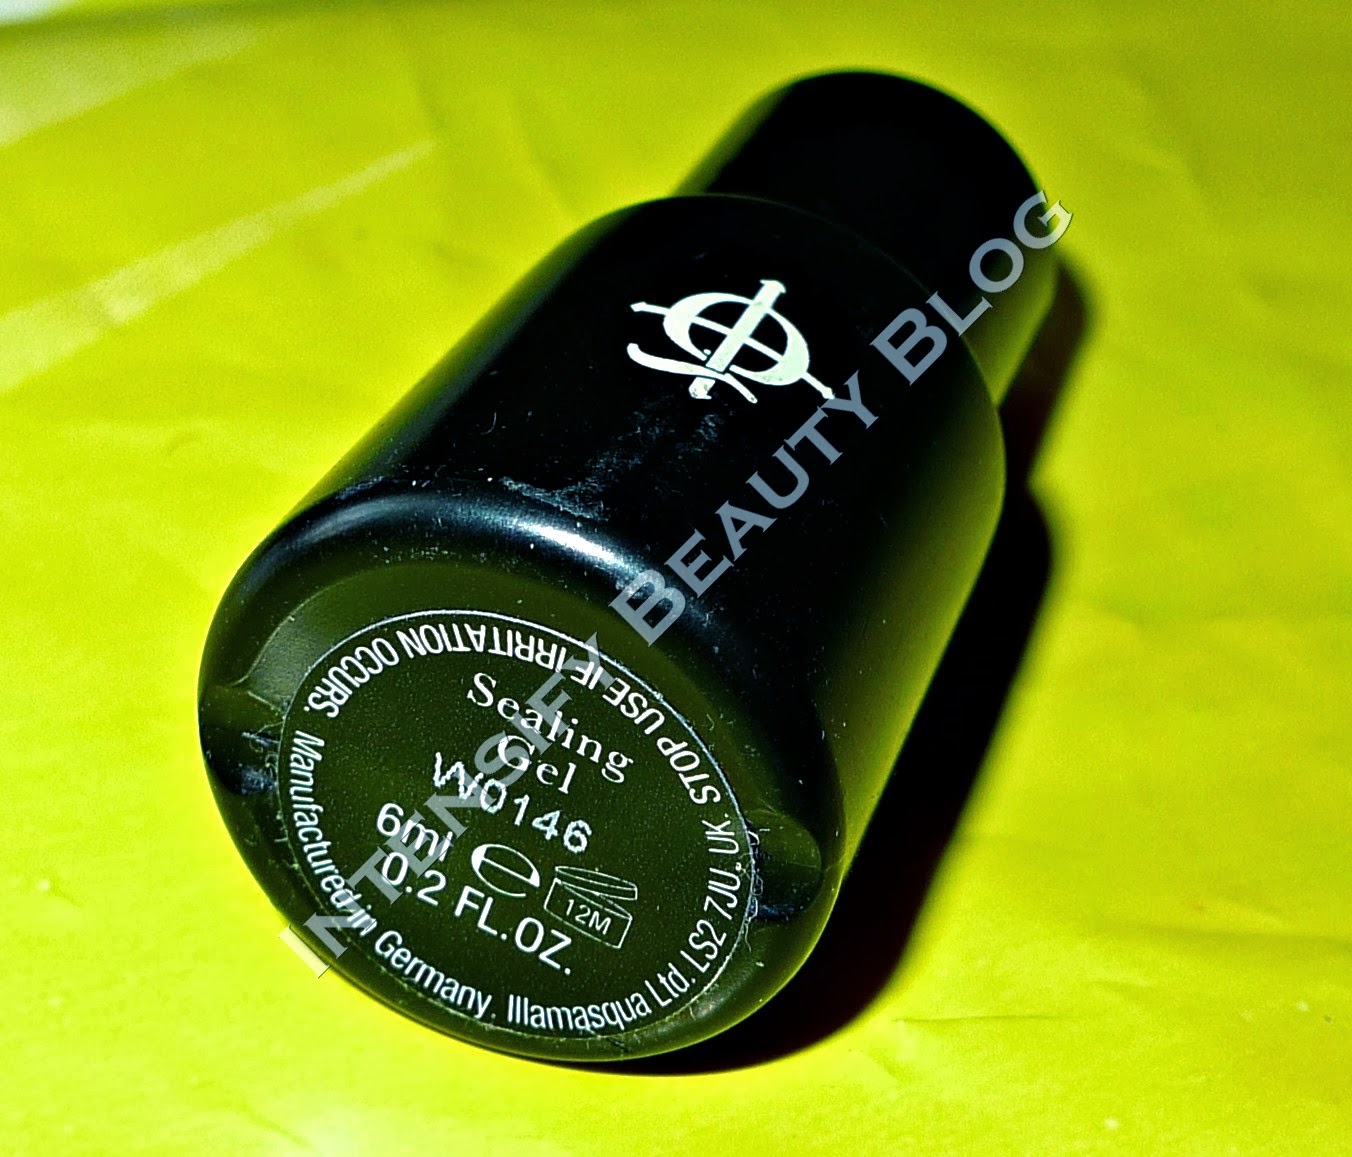 Sealing
Gel
W0146
6ml e 12M
0.2 FL.OZ.
Manufactured in Germany. Illamasqua Ltd. LS2 7JU. UK. STOP USE IF IRRITATION OCCURS.
INTENSIFY BEAUTY BLOG